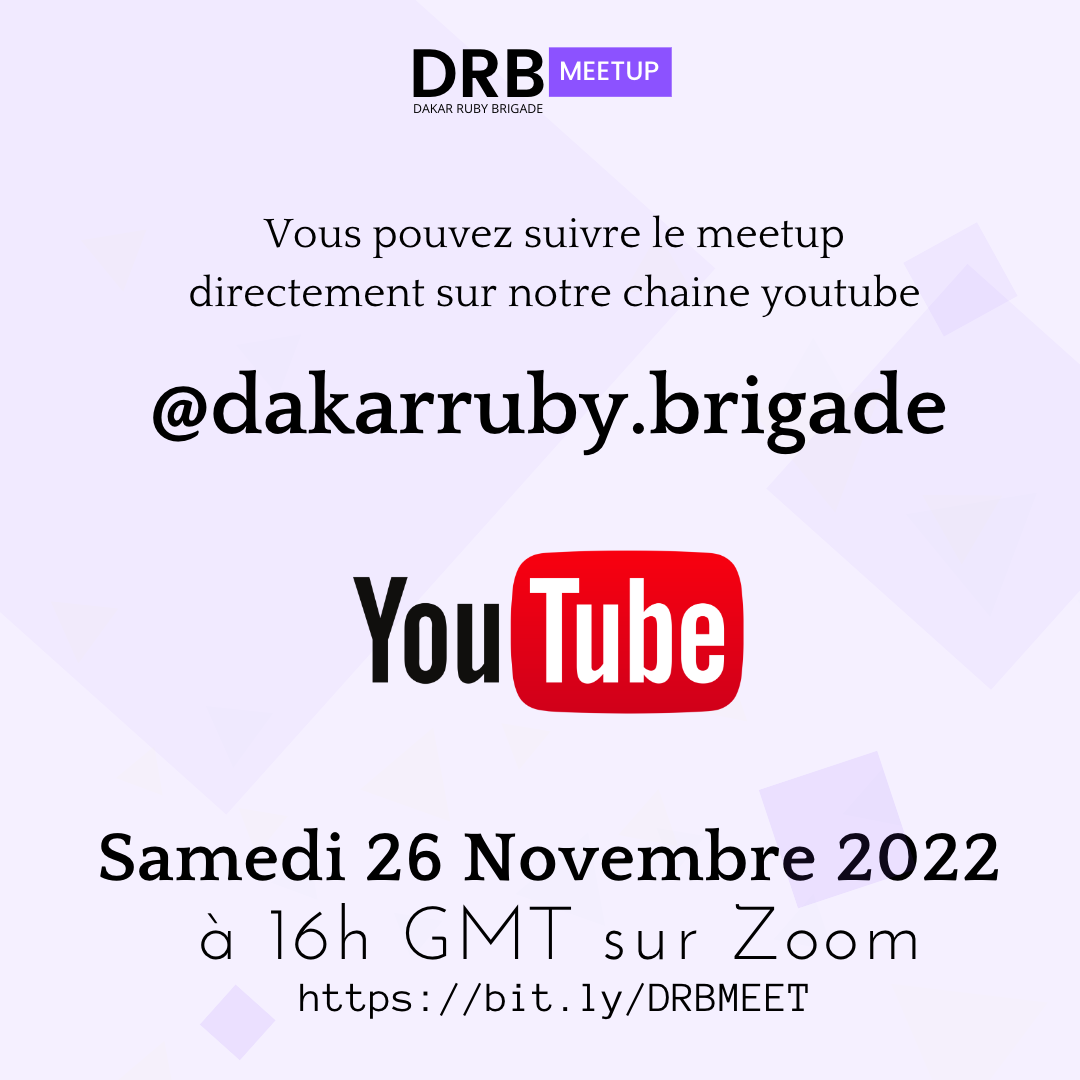 DRB MEETUP
DAKAR RUBY BRIGADE
Vous pouvez suivre le meetup
directement sur notre chaine youtube
@dakarruby.brigade
YouTube
Samedi 26 Novembre 2022
à 16h GMT sur Zoom
https://bit.ly/DRBMEET